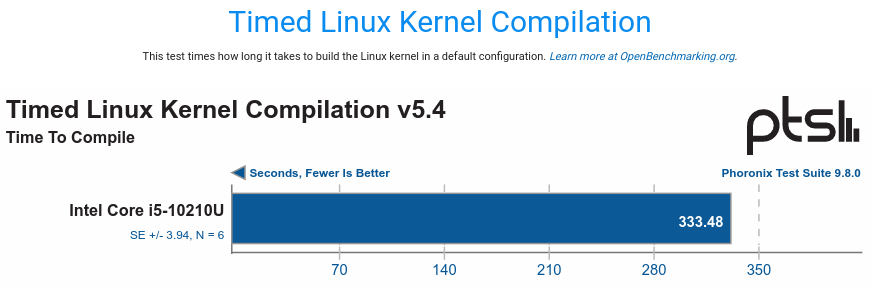 Timed Linux Kernel Compilation
This test times how long it takes to build the Linux kernel in a default configuration. Learn more at OpenBenchmarking.org.
Timed Linux Kernel Compilation v5.4
Time To Compile
ptsl
Seconds, Fewer Is Better
Phoronix Test Suite 9.8.0
Intel Core i5-10210U
SE +/- 3.94, N = 6
333.48
70
140
210
280
350